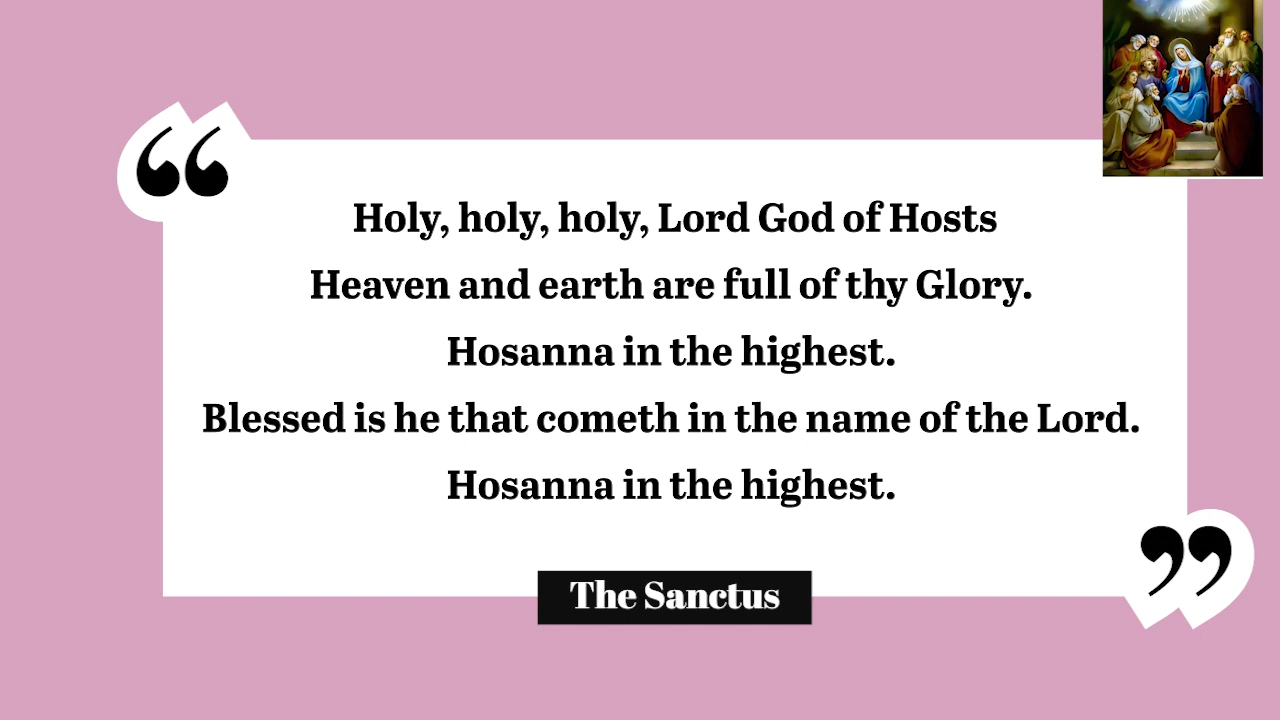 “
Holy, holy, holy, Lord God of Hosts
Heaven and earth are full of thy Glory.
Hosanna in the highest.
Blessed is he that cometh in the name of the Lord.
Hosanna in the highest.
”
The Sanctus